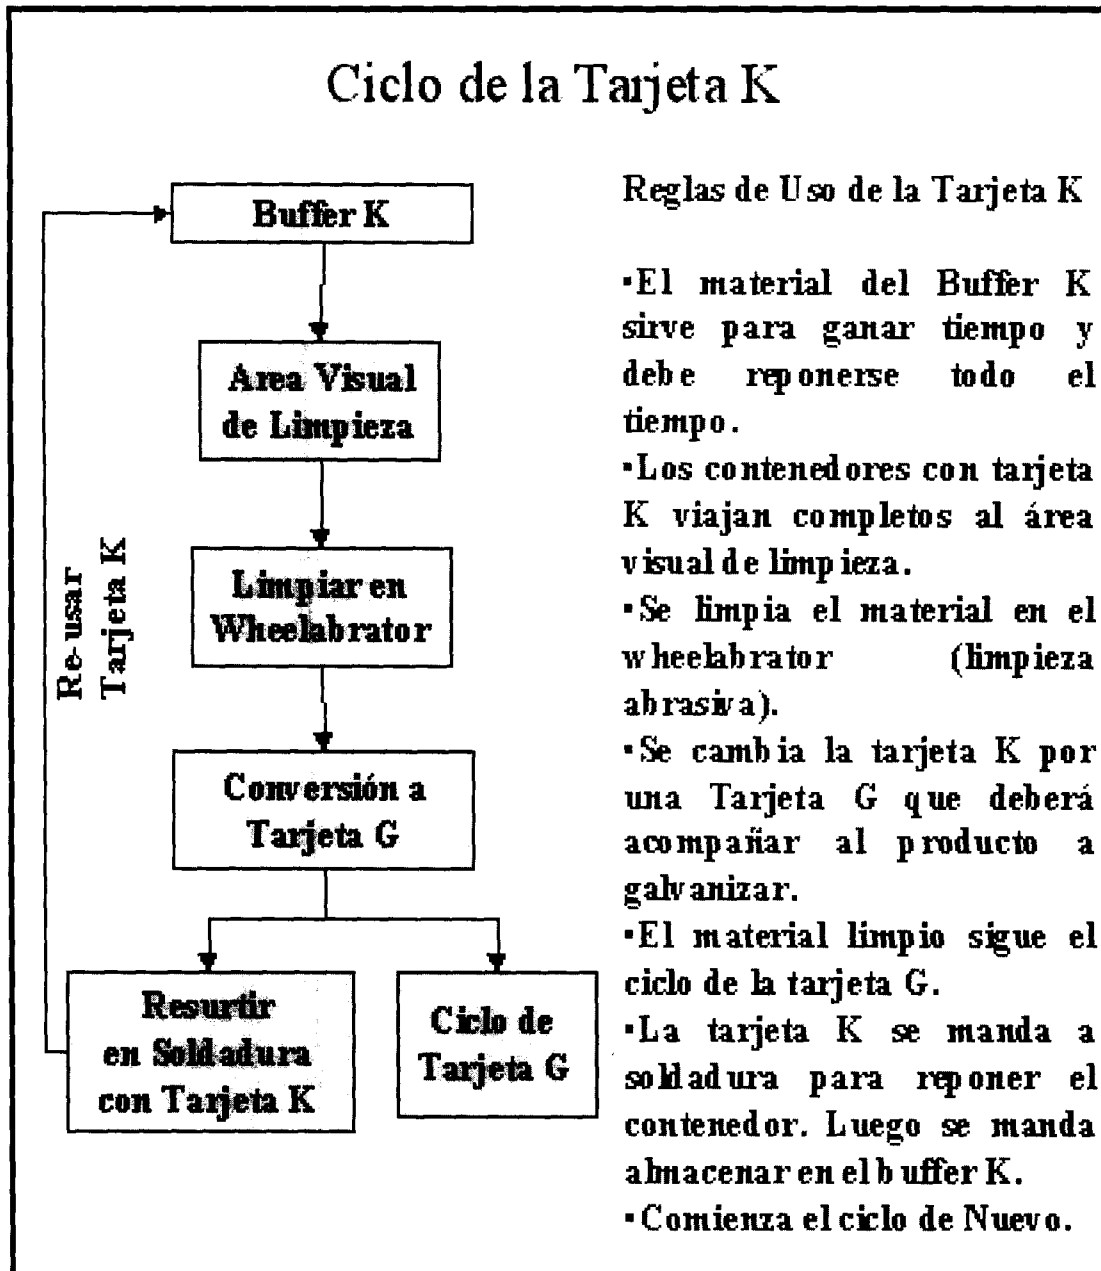 Ciclo de la Tarjeta K
Buffer K
Area Visual
de Limpieza
Limpiar en
Wheelabrator
Conversión a
Tarjeta G
Resurtir
en Soldadura
con Tarjeta K
Ciclo de
Tarjeta G
Re-usar
Tarjeta K
Reglas de Uso de la Tarjeta K
▪El material del Buffer K
sirve para ganar tiempo y
debe reponerse todo el
tiempo.
▪Los contenedores con tarjeta
K viajan completos al área
visual de limpieza.
▪Se limpia el material en el
wheelabrator (limpieza
abrasiva).
▪Se cambia la tarjeta K por
una Tarjeta G que deberá
acompañar al producto a
galvanizar.
▪El material limpio sigue el
ciclo de la tarjeta G.
▪La tarjeta K se manda a
soldadura para reponer el
contenedor. Luego se manda
almacenar en el buffer K.
▪Comienza el ciclo de Nuevo.